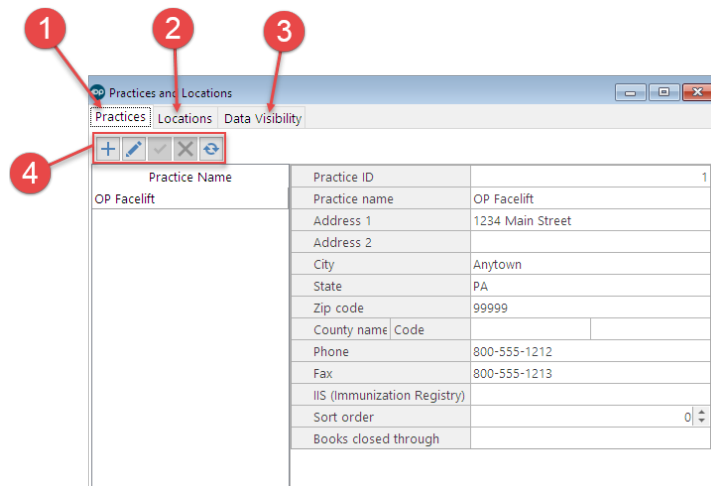 1 2 3
op Practices and Locations
Practices Locations Data Visibility
4
Practice Name
OP Facelift
Practice ID 1
Practice name OP Facelift
Address 1 1234 Main Street
Address 2
City Anytown
State PA
Zip code 99999
County name Code
Phone 800-555-1212
Fax 800-555-1213
IIS (Immunization Registry)
Sort order 0
Books closed through